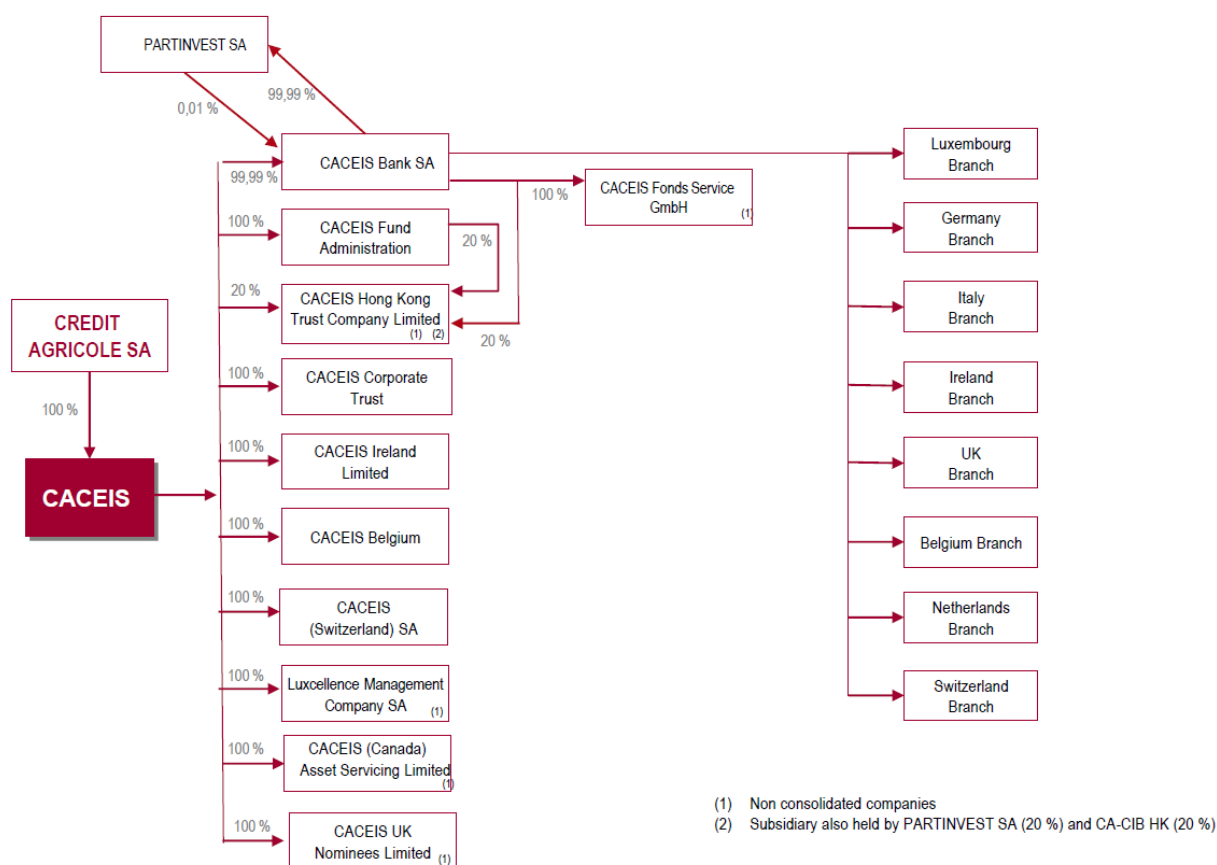 PARTINVEST SA
0,01 %
99,99 %
CACEIS Bank SA
99,99 %
100 %
CACEIS Fonds Service
GmbH
(1)
100 %
CACEIS Fund
Administration
20 %
20 %
CACEIS Hong Kong
Trust Company Limited
(1) (2)
20 %
CREDIT
AGRICOLE SA
100 %
CACEIS
100 %
CACEIS Corporate
Trust
100 %
CACEIS Ireland
Limited
100 %
CACEIS Belgium
100 %
CACEIS
(Switzerland) SA
100 %
Luxcellence Management
Company SA
(1)
100 %
CACEIS (Canada)
Asset Servicing Limited
(1)
100 %
CACEIS UK
Nominees Limited
(1)
Luxembourg
Branch
Germany
Branch
Italy
Branch
Ireland
Branch
UK
Branch
Belgium Branch
Netherlands
Branch
Switzerland
Branch
(1) Non consolidated companies
(2) Subsidiary also held by PARTINVEST SA (20 %) and CA-CIB HK (20 %)